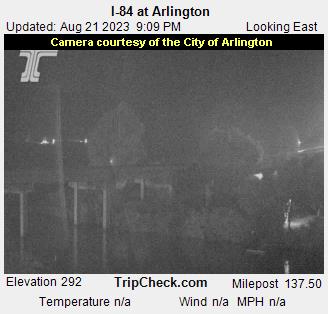 I-84 at Arlington
Updated: Aug 21 2023 9:09 PM Looking East
Camera courtesy of the City of Arlington
Elevation 292 TripCheck.com Milepost 137.50
Temperature n/a Wind n/a MPH n/a